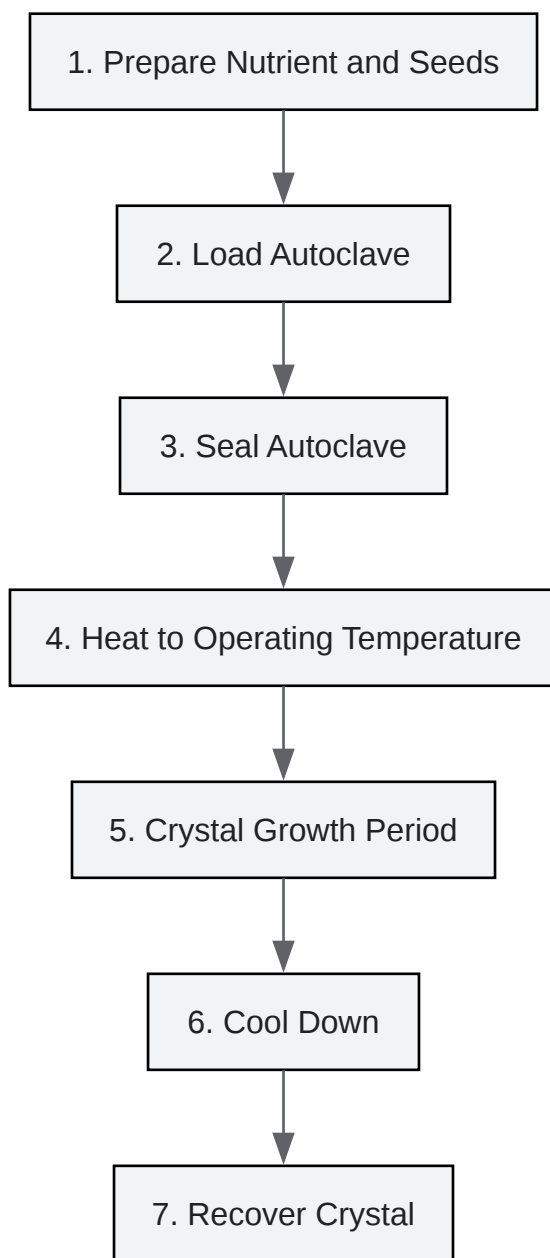 1. Prepare Nutrient and Seeds
2. Load Autoclave
3. Seal Autoclave
4. Heat to Operating Temperature
5. Crystal Growth Period
6. Cool Down
7. Recover Crystal